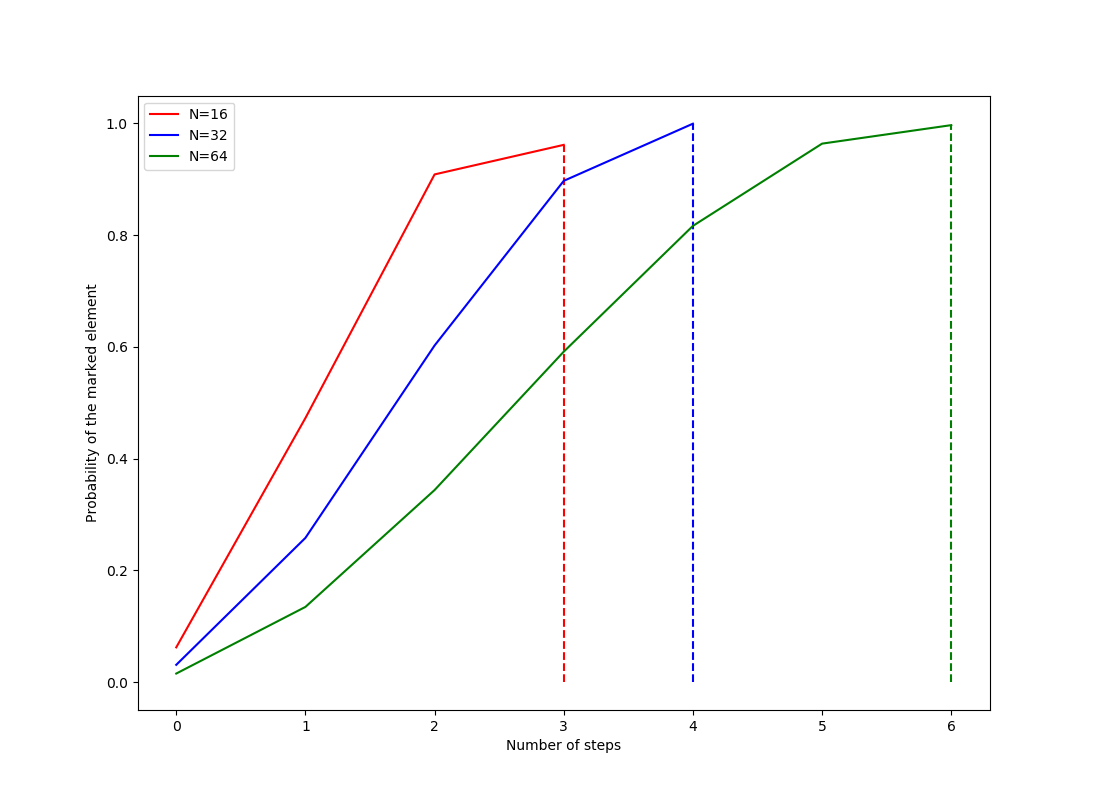 N=16
N=32
N=64
1.0
0.8
0.6
0.4
0.2
0.0
Probability of the marked element
0 1 2 3 4 5 6
Number of steps